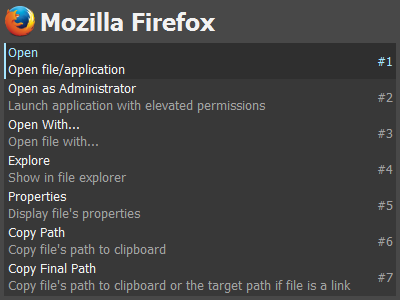 Mozilla Firefox
Open
Open file/application
#1
Open as Administrator
Launch application with elevated permissions
#2
Open With...
Open file with...
#3
Explore
Show in file explorer
#4
Properties
Display file's properties
#5
Copy Path
Copy file's path to clipboard
#6
Copy Final Path
Copy file's path to clipboard or the target path if file is a link
#7